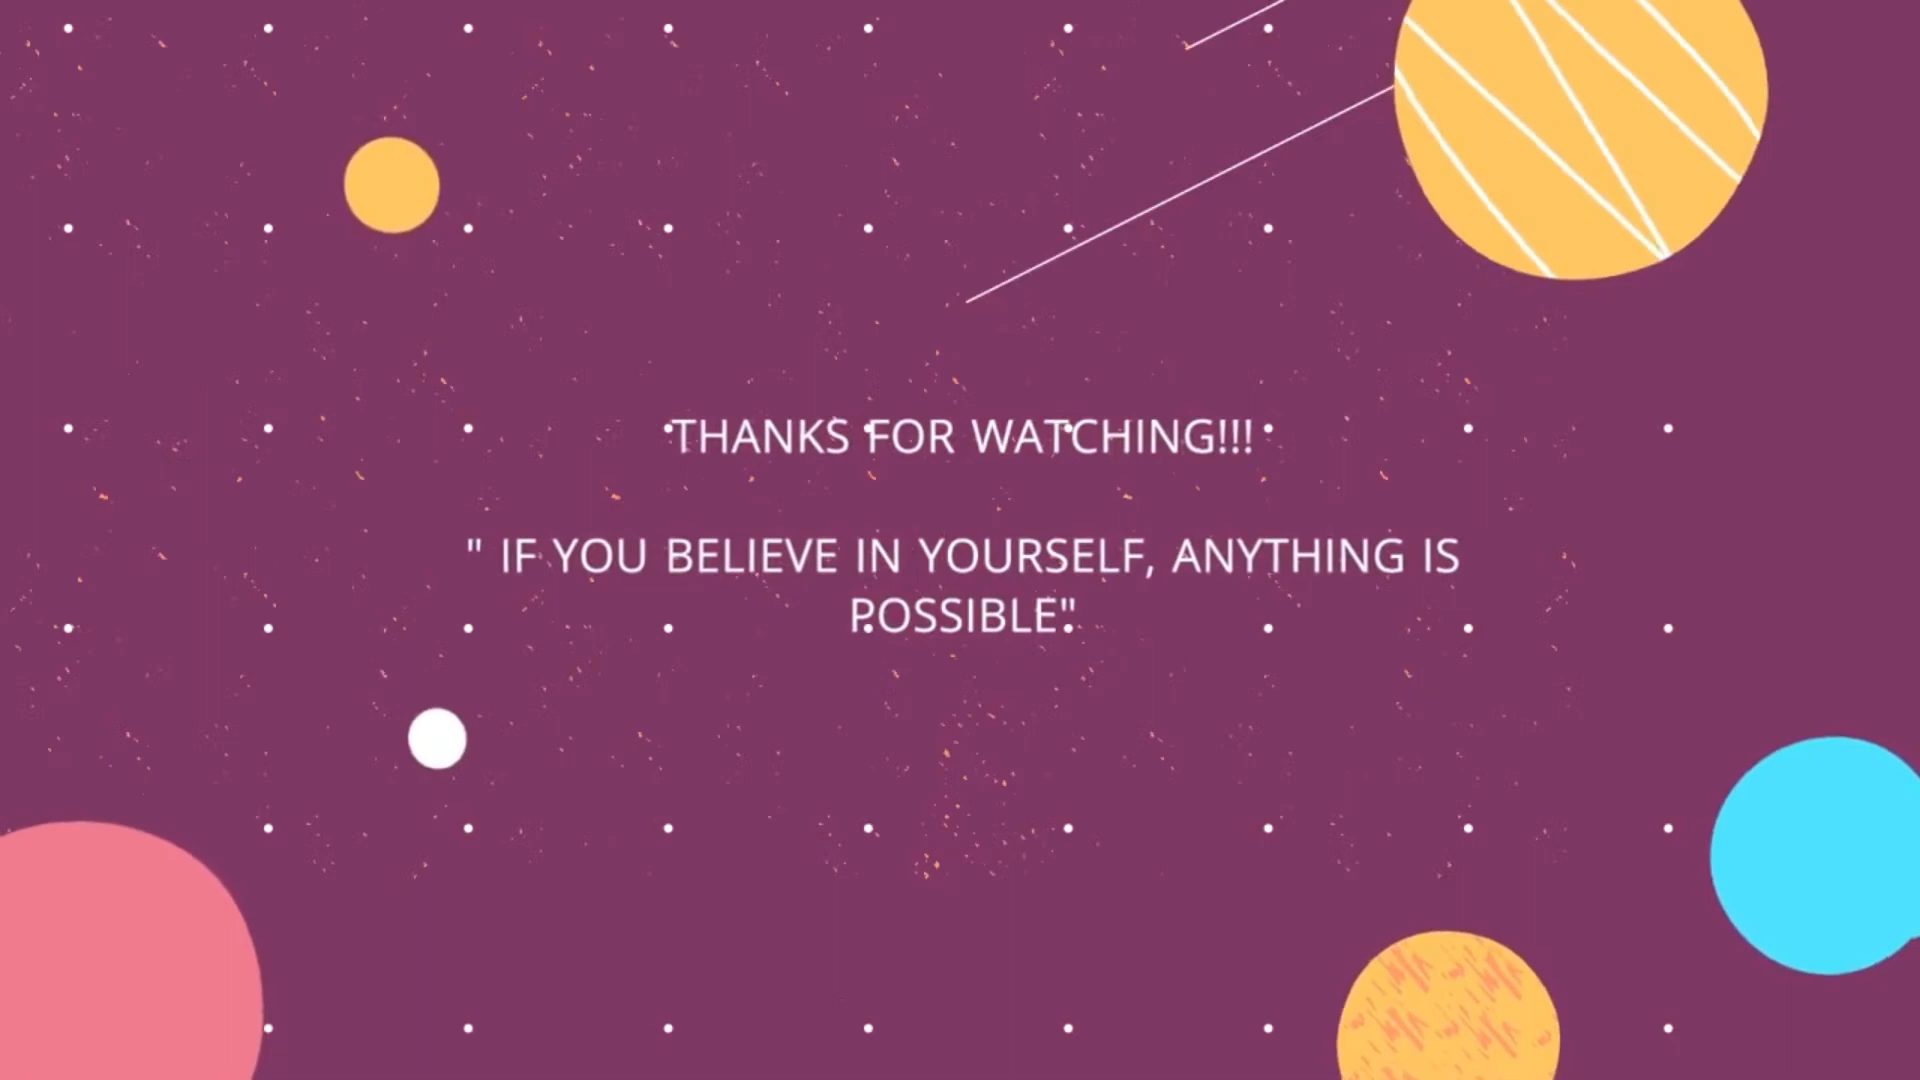 THANKS FOR WATCHING!!!
" IF YOU BELIEVE IN YOURSELF, ANYTHING IS
POSSIBLE"